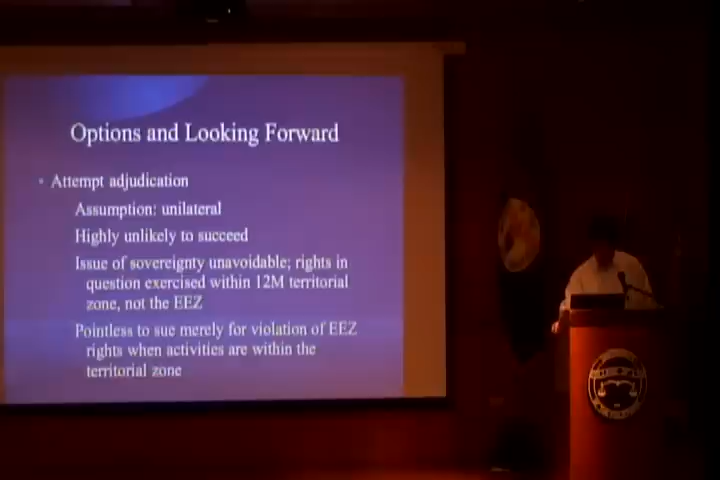 Options and Looking Forward
• Attempt adjudication
Assumption: unilateral
Highly unlikely to succeed
Issue of sovereignty unavoidable; rights in
question exercised within 12M territorial
zone, not the EEZ
Pointless to sue merely for violation of EEZ
rights when activities are within the
territorial zone